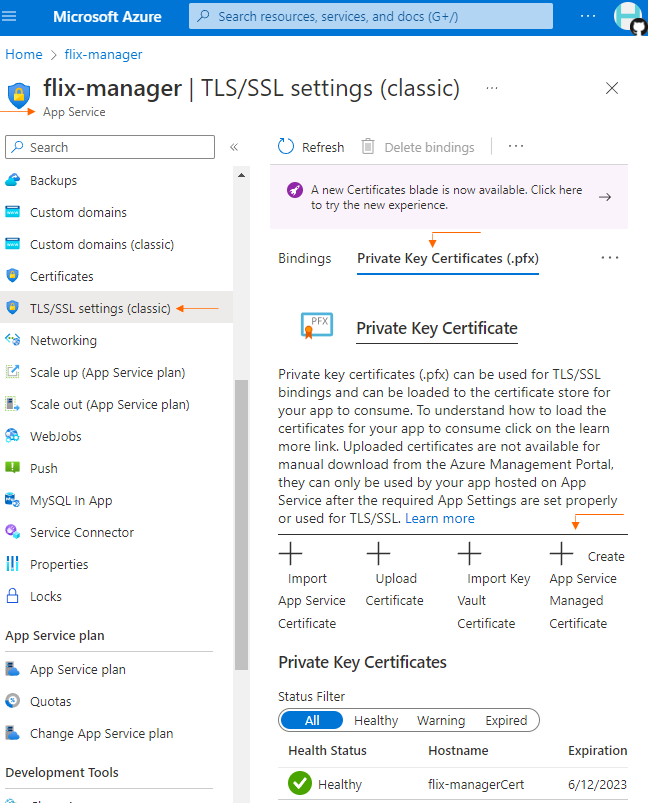 Microsoft Azure
Search resources, services, and docs (G+/)
Home > flix-manager
flix-manager | TLS/SSL settings (classic)
App Service
Search
Backups
Custom domains
Custom domains (classic)
Certificates
TLS/SSL settings (classic)
Networking
Scale up (App Service plan)
Scale out (App Service plan)
WebJobs
Push
MySQL In App
Service Connector
Properties
Locks
App Service plan
App Service plan
Quotas
Change App Service plan
Development Tools
Refresh
Delete bindings
A new Certificates blade is now available. Click here
to try the new experience.
Bindings
Private Key Certificates (.pfx)
PFX
Private Key Certificate
Private key certificates (.pfx) can be used for TLS/SSL
bindings and can be loaded to the certificate store for
your app to consume. To understand how to load the
certificates for your app to consume click on the learn
more link. Uploaded certificates are not available for
manual download from the Azure Management Portal,
they can only be used by your app hosted on App
Service after the required App Settings are set properly
or used for TLS/SSL. Learn more
Import
App Service
Certificate
Upload
Certificate
Import Key
Vault
Certificate
Create
App Service
Managed
Certificate
Private Key Certificates
Status Filter
All Healthy Warning Expired
Health Status Hostname Expiration
Healthy flix-managerCert 6/12/2023